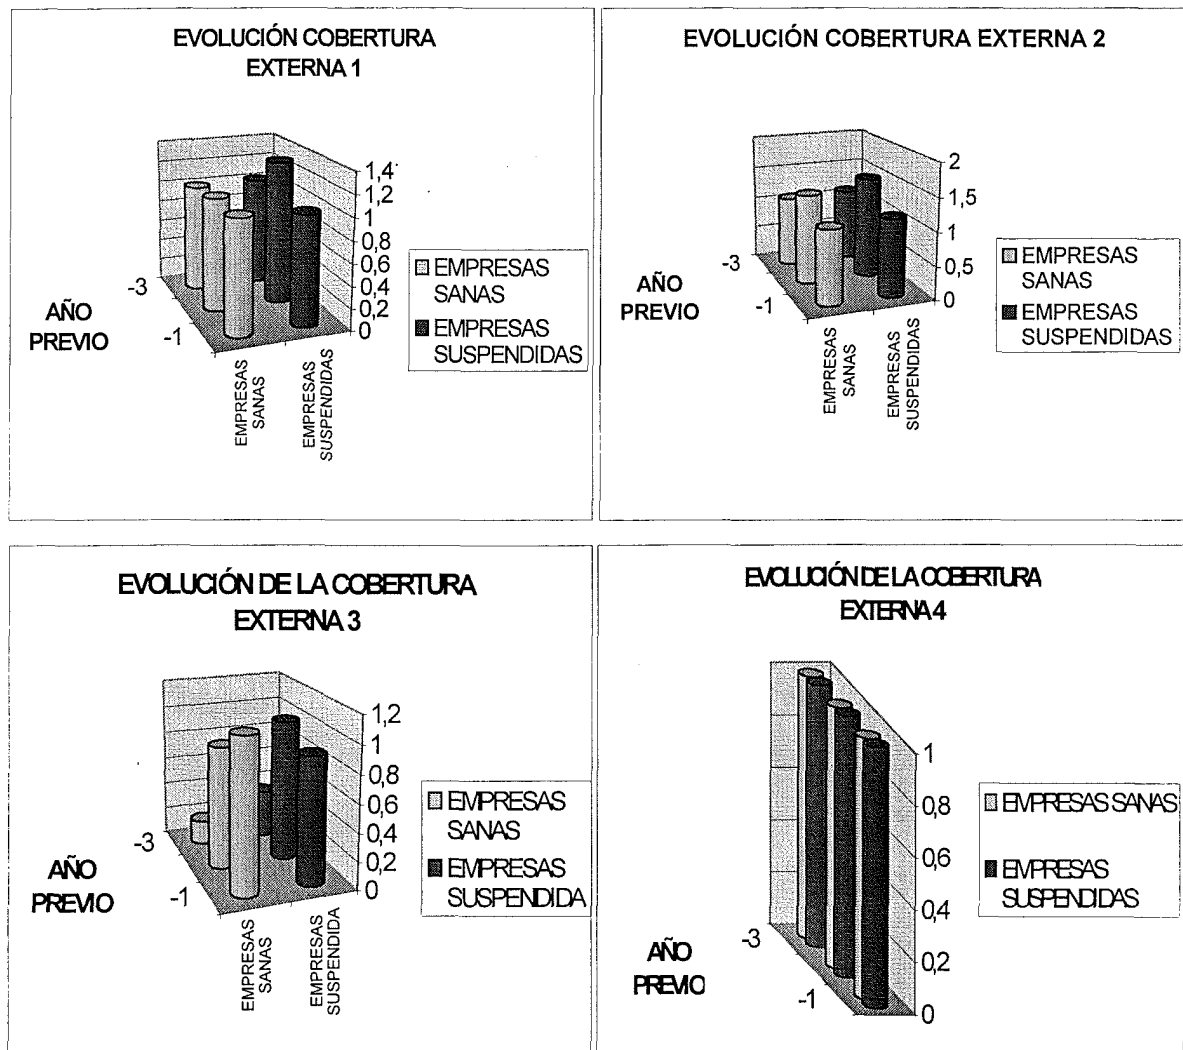 EVOLUCIÓN COBERTURA
EXTERNA 1
1,4
1,2
1
0,8
0,6
0,4
0,2
0
-3
-1
AÑO
PREVIO
EMPRESAS
SANAS
EMPRESAS
SUSPENDIDAS
EMPRESAS
SANAS
EMPRESAS
SUSPENDIDAS
EVOLUCIÓN COBERTURA EXTERNA 2
2
1,5
1
0,5
0
-3
-1
AÑO
PREVIO
EMPRESAS
SANAS
EMPRESAS
SUSPENDIDAS
EMPRESAS
SANAS
EMPRESAS
SUSPENDIDAS
EVOLUCIÓN DE LA COBERTURA
EXTERNA 3
1,2
1
0,8
0,6
0,4
0,2
0
-3
-1
AÑO
PREVIO
EMPRESAS
SANAS
EMPRESAS
SUSPENDIDA
EMPRESAS
SANAS
EMPRESAS
SUSPENDIDA
EVOLUCIÓN DE LA COBERTURA
EXTERNA 4
1
0,8
0,6
0,4
0,2
0
-3
-1
AÑO
PREVIO
EMPRESAS SANAS
EMPRESAS
SUSPENDIDAS